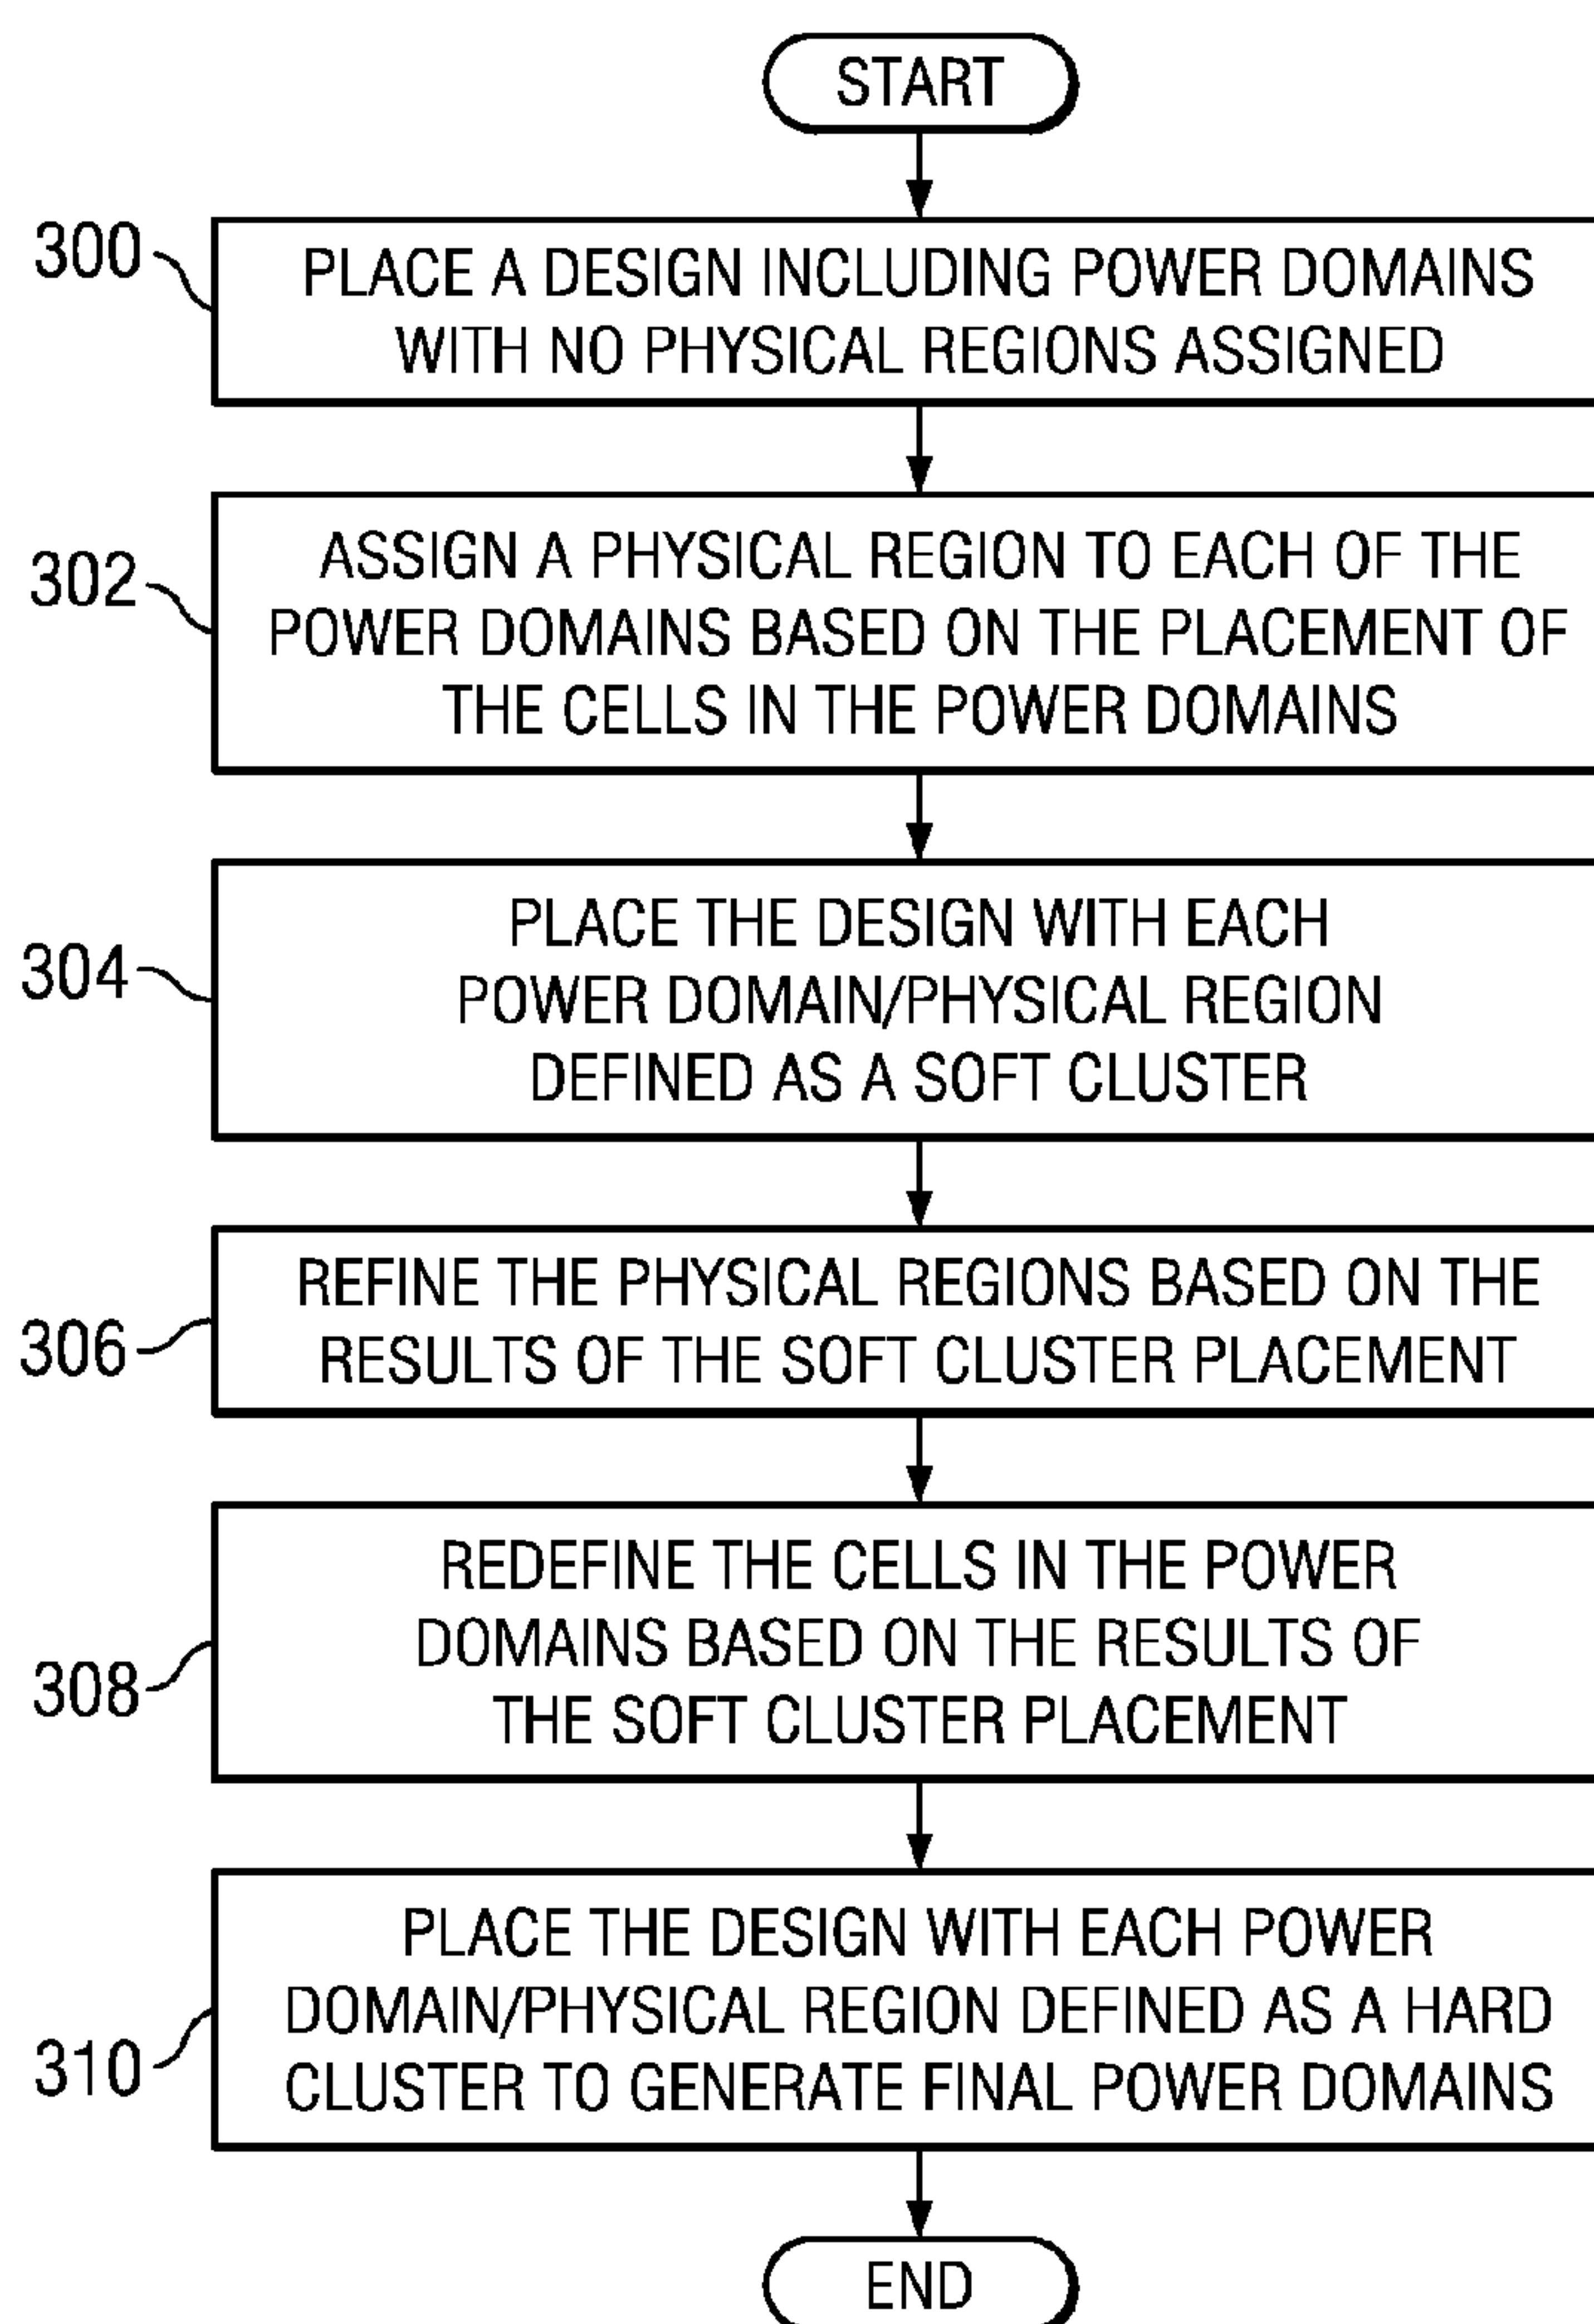 START
300
PLACE A DESIGN INCLUDING POWER DOMAINS
WITH NO PHYSICAL REGIONS ASSIGNED
302
ASSIGN A PHYSICAL REGION TO EACH OF THE
POWER DOMAINS BASED ON THE PLACEMENT OF
THE CELLS IN THE POWER DOMAINS
304
PLACE THE DESIGN WITH EACH
POWER DOMAIN/PHYSICAL REGION
DEFINED AS A SOFT CLUSTER
306
REFINE THE PHYSICAL REGIONS BASED ON THE
RESULTS OF THE SOFT CLUSTER PLACEMENT
308
REDEFINE THE CELLS IN THE POWER
DOMAINS BASED ON THE RESULTS OF
THE SOFT CLUSTER PLACEMENT
310
PLACE THE DESIGN WITH EACH POWER
DOMAIN/PHYSICAL REGION DEFINED AS A HARD
CLUSTER TO GENERATE FINAL POWER DOMAINS
END